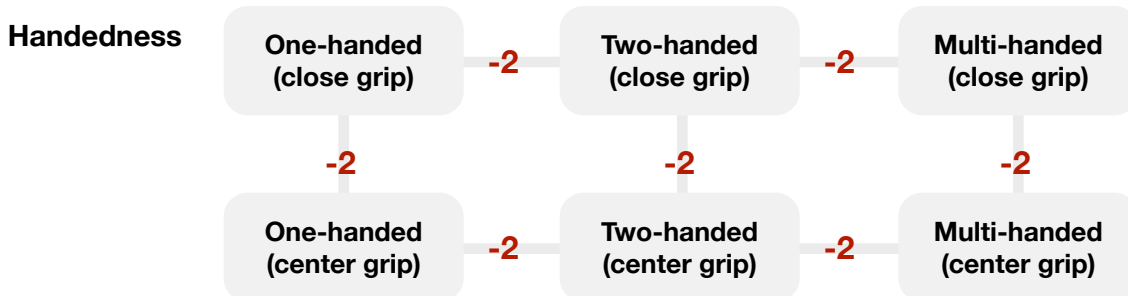 Handedness
One-handed
(close grip)
-2
Two-handed
(close grip)
-2
Multi-handed
(close grip)
-2
-2
-2
One-handed
(center grip)
-2
Two-handed
(center grip)
-2
Multi-handed
(center grip)